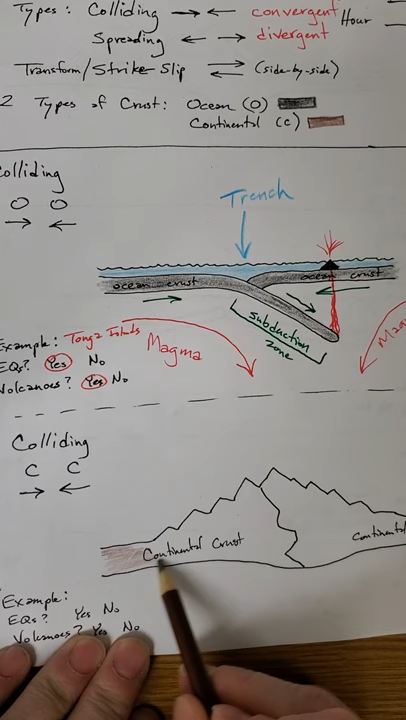 Types: Colliding → ← convergent
Hour
Spreading ← → divergent
Transform/Strike-Slip (side-by-side)
2 Types of Crust: Ocean (O)
Continental (C)
Colliding
O O
→ ←
Trench
ocean crust
ocean crust
subduction
zone
Example: Tonga Islands
EQs? Yes No
Volcanoes? Yes No
Magma
Mag
Colliding
C C
→ ←
Continental Crust
Continental
Example:
EQs? Yes No
Volcanoes? Yes No